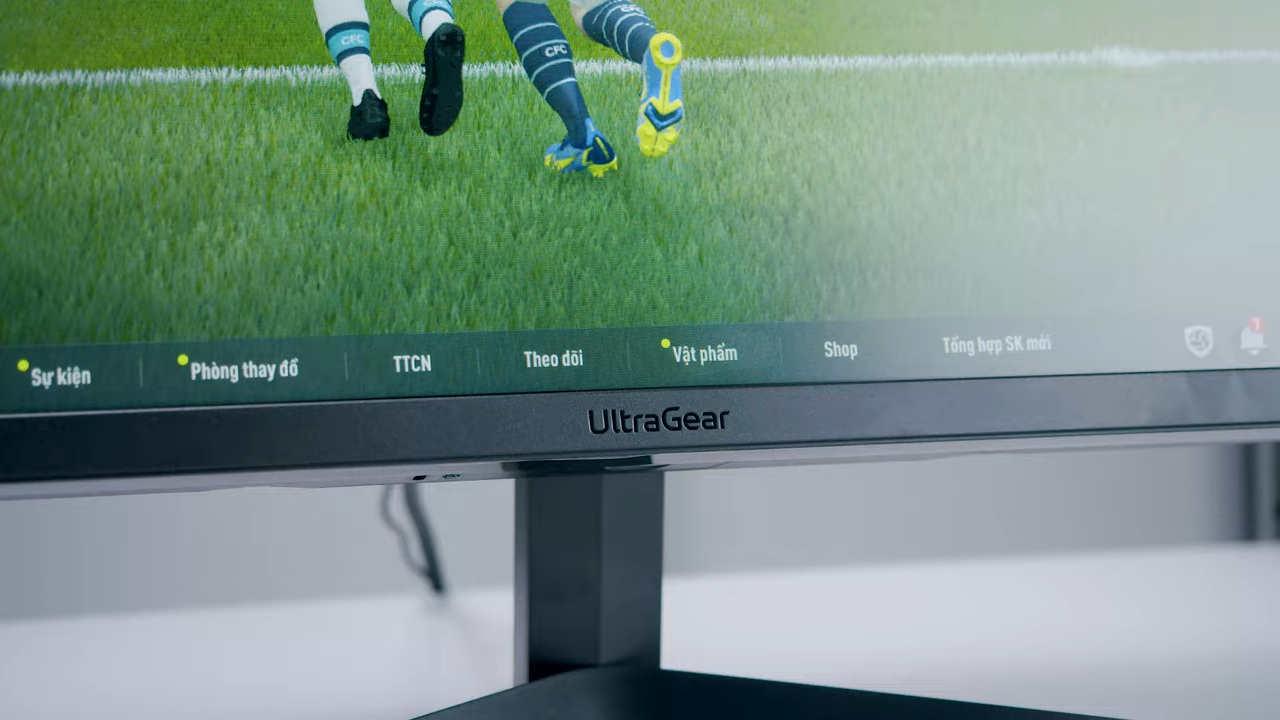 CFC
CFC
CFC
Sự kiện
Phòng thay đồ
TTCN
Theo dõi
Vật phẩm
Shop
Tổng hợp SK mới
UltraGear